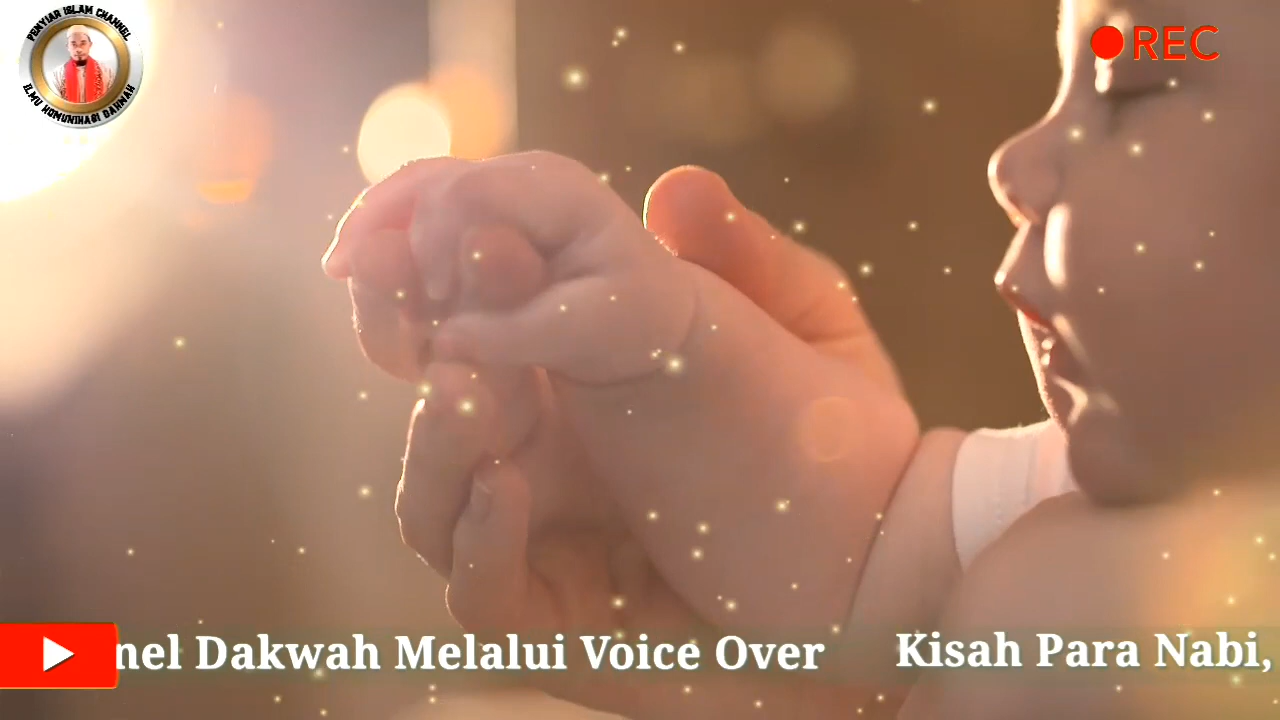 PENYIAR ISLAM CHANNEL
ILMU KOMUNIKASI DAKWAH
REC
nel Dakwah Melalui Voice Over Kisah Para Nabi,